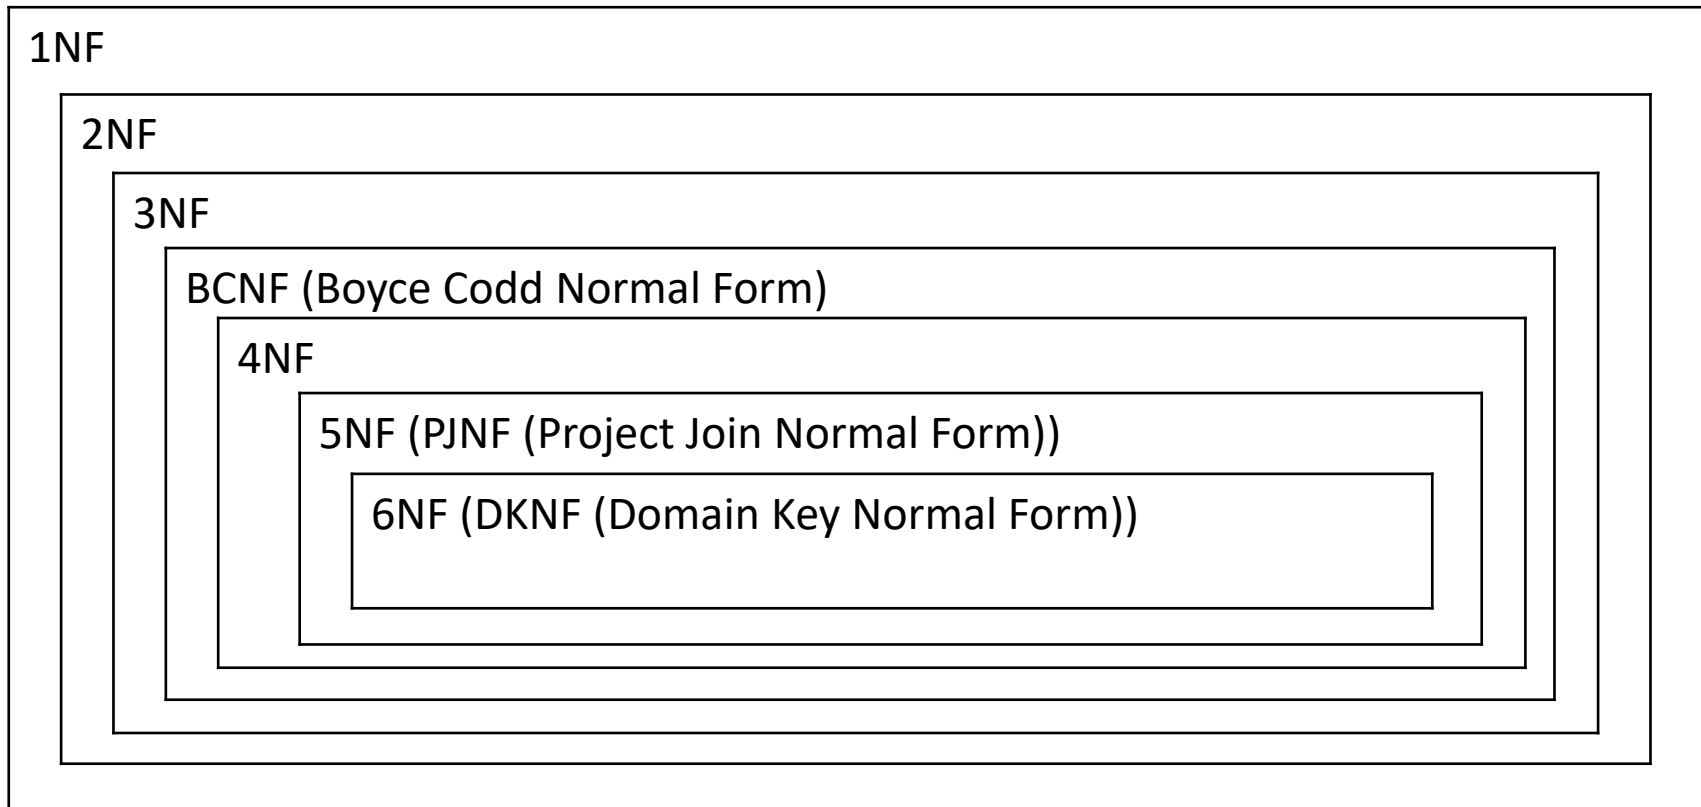 1NF
2NF
3NF
BCNF (Boyce Codd Normal Form)
4NF
5NF (PJNF (Project Join Normal Form))
6NF (DKNF (Domain Key Normal Form))